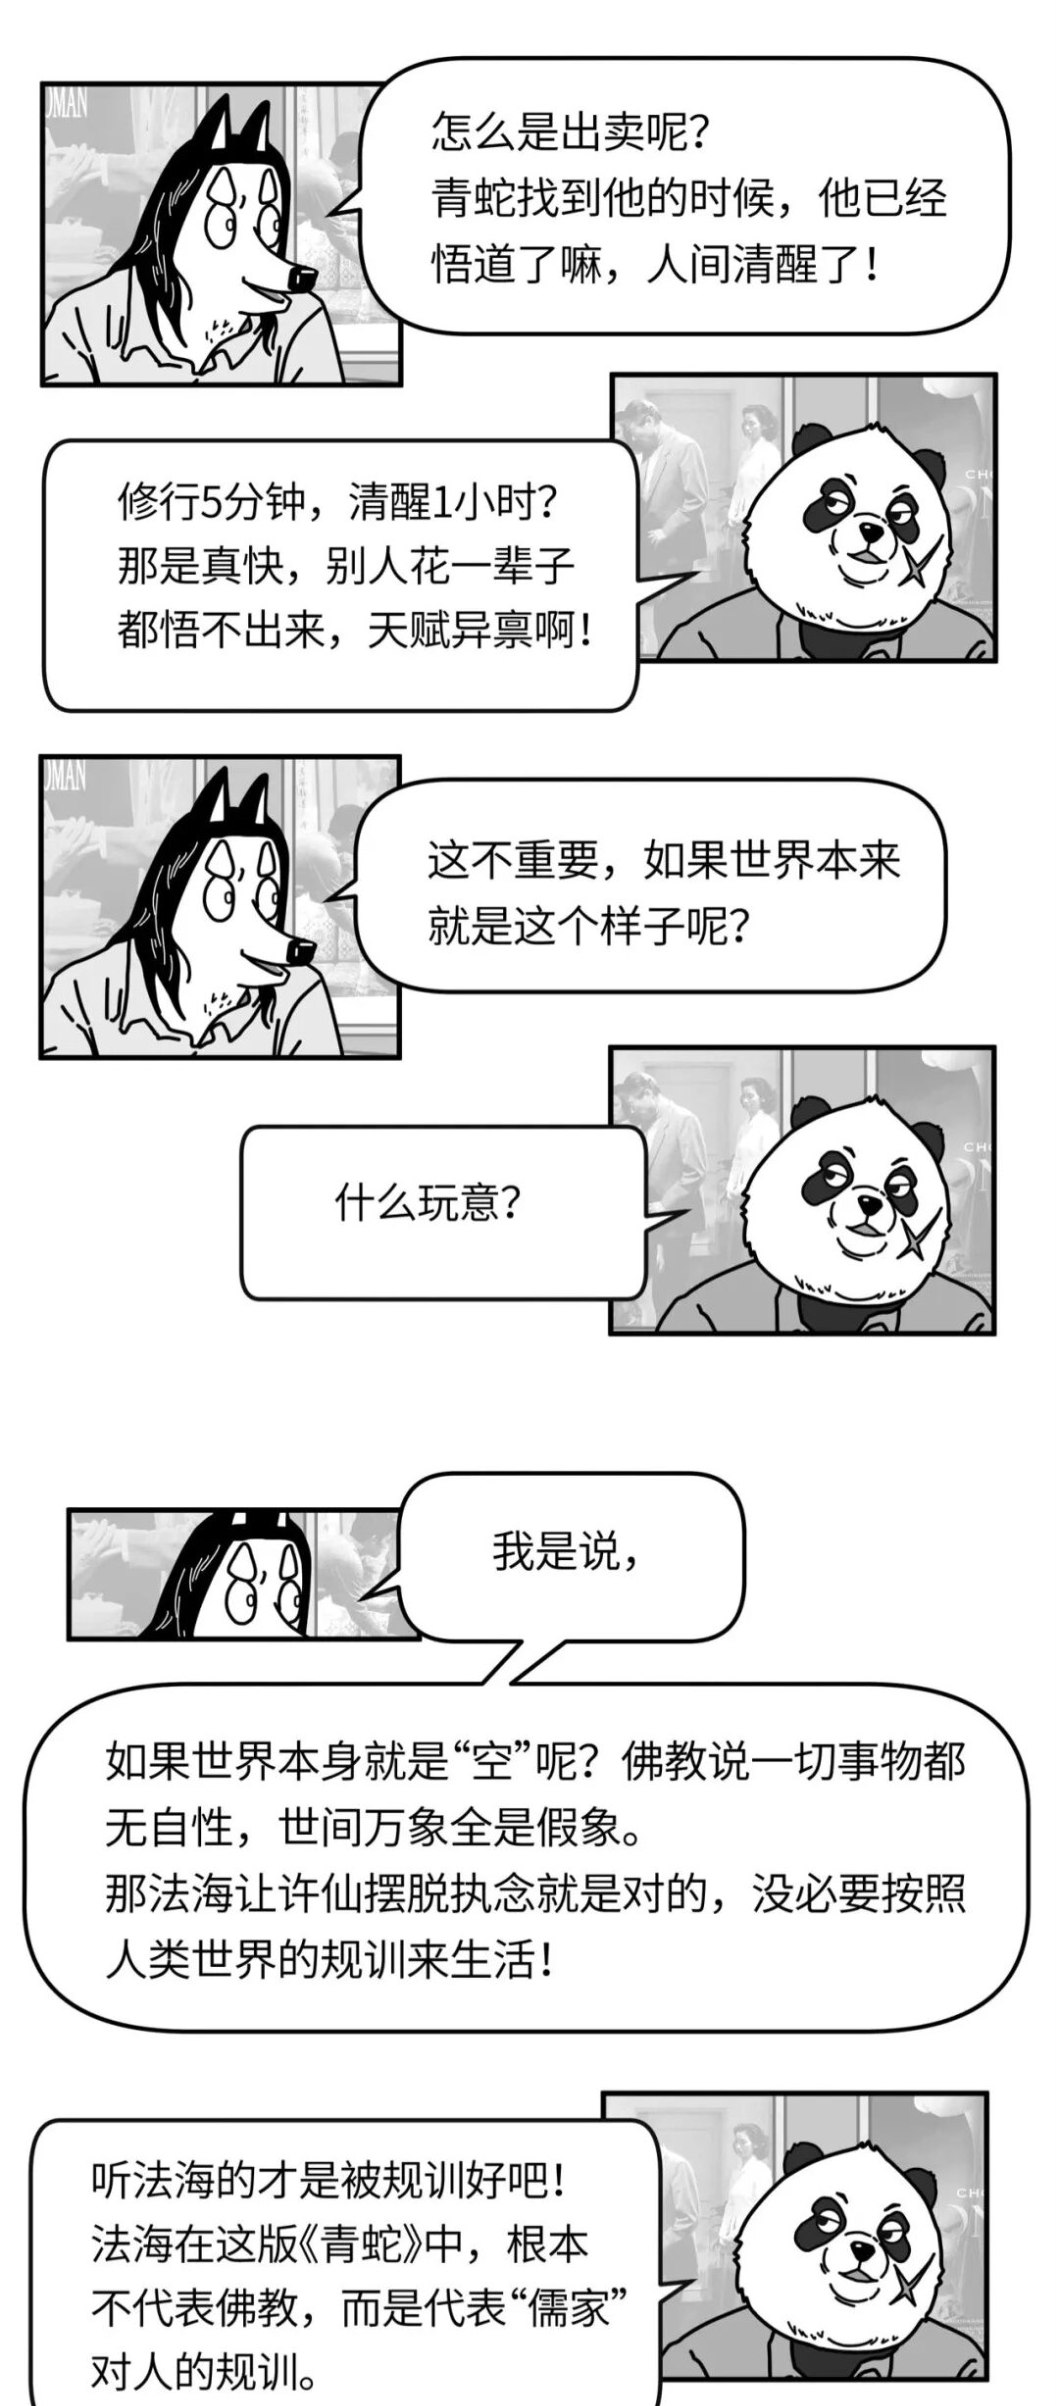 OMAN
怎么是出卖呢？
青蛇找到他的时候，他已经
悟道了嘛，人间清醒了！
CH
修行5分钟，清醒1小时？
那是真快，别人花一辈子
都悟不出来，天赋异禀啊！
OMAN
这不重要，如果世界本来
就是这个样子呢？
CH
什么玩意？
我是说，
如果世界本身就是“空”呢？佛教说一切事物都
无自性，世间万象全是假象。
那法海让许仙摆脱执念就是对的，没必要按照
人类世界的规训来生活！
CH
听法海的才是被规训好吧！
法海在这版《青蛇》中，根本
不代表佛教，而是代表“儒家”
对人的规训。